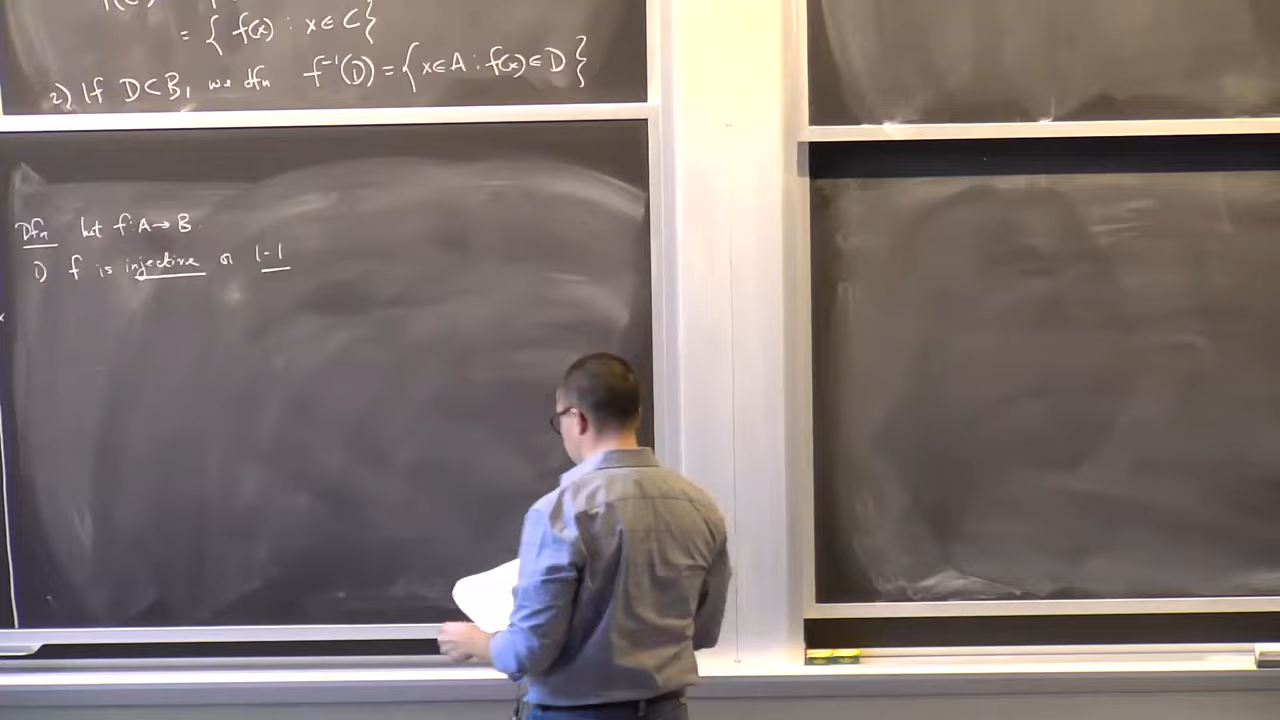 = { f(x) : x ∈ C }
2) If D ⊂ B, we dfn f⁻¹(D) = { x ∈ A : f(x) ∈ D }
Dfn let f: A → B.
1) f is injective or 1-1